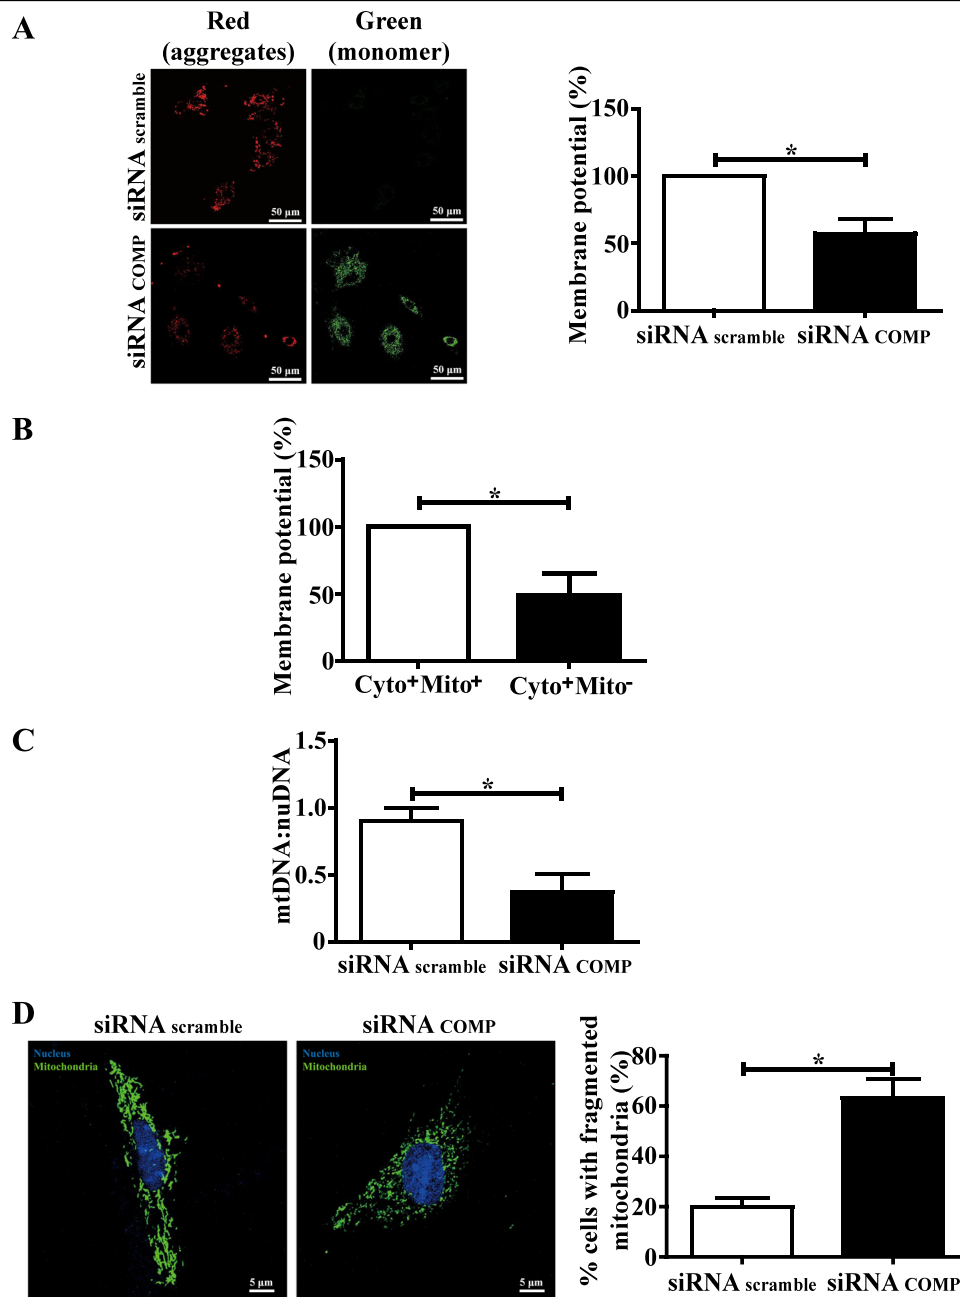 A
Red
(aggregates)
Green
(monomer)
siRNA scramble
siRNA COMP
50 µm
50 µm
50 µm
50 µm
Membrane potential (%)
150
100
50
0
*
siRNA scramble
siRNA COMP
B
Membrane potential (%)
150
100
50
0
*
Cyto+Mito+
Cyto+Mito-
C
mtDNA:nuDNA
1.5
1.0
0.5
0
*
siRNA scramble
siRNA COMP
D
siRNA scramble
siRNA COMP
Nucleus
Mitochondria
5 µm
Nucleus
Mitochondria
5 µm
% cells with fragmented
mitochondria (%)
80
60
40
20
0
*
siRNA scramble
siRNA COMP